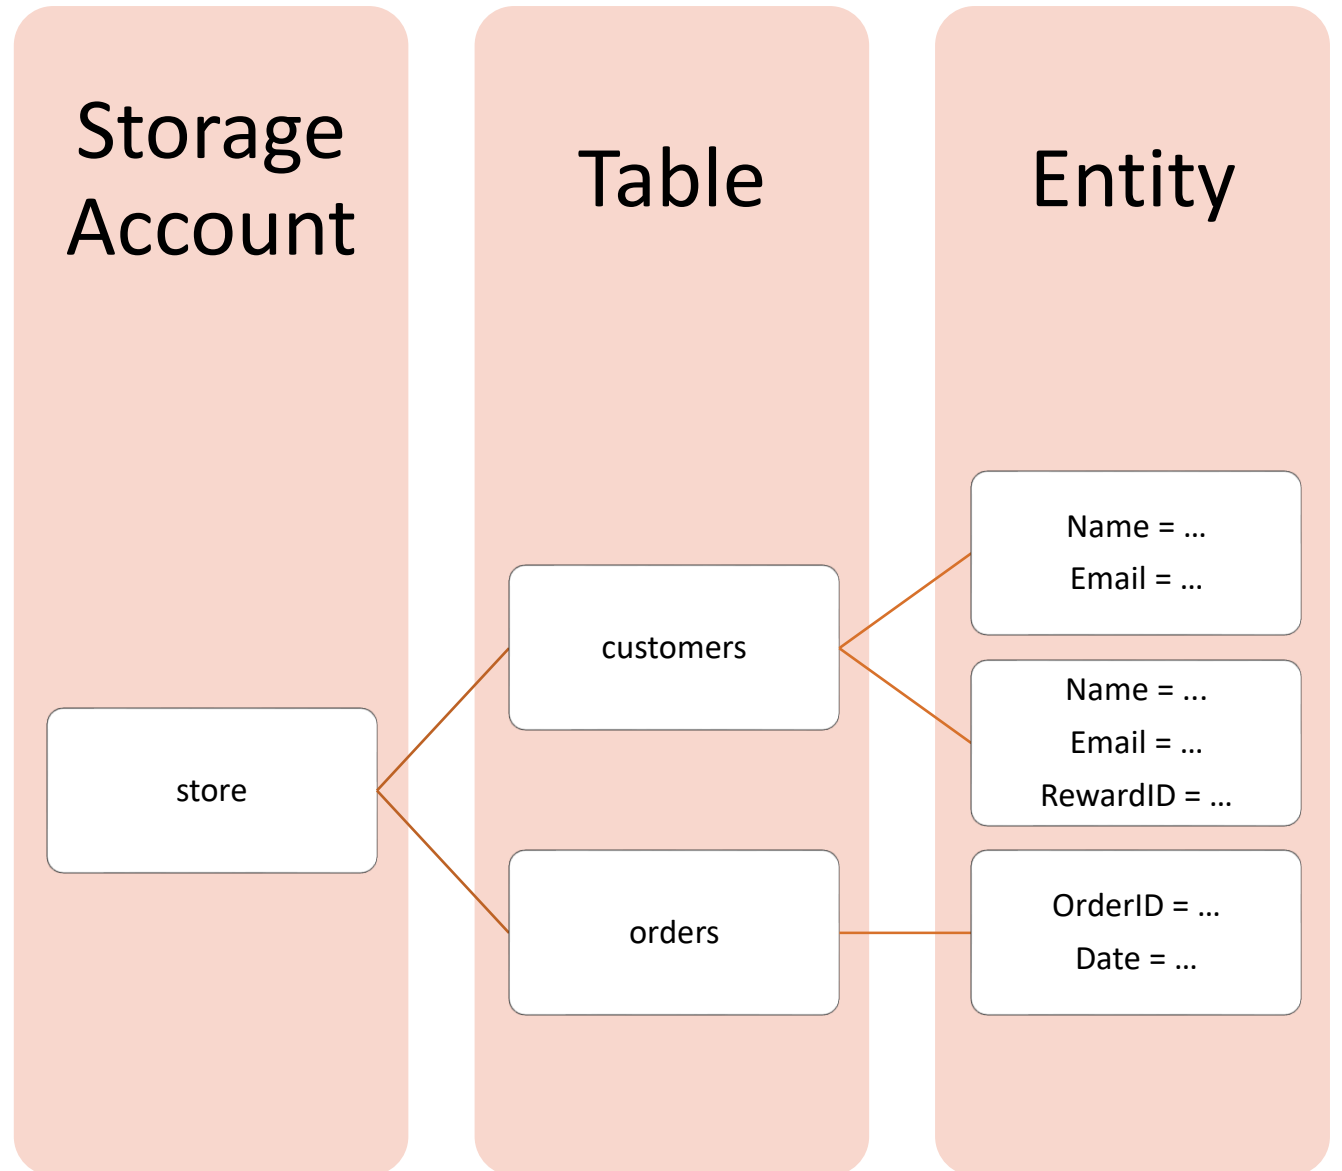 Storage
Account
Table
Entity
store
customers
orders
Name = ...
Email = ...
Name = ...
Email = ...
RewardID = ...
OrderID = ...
Date = ...